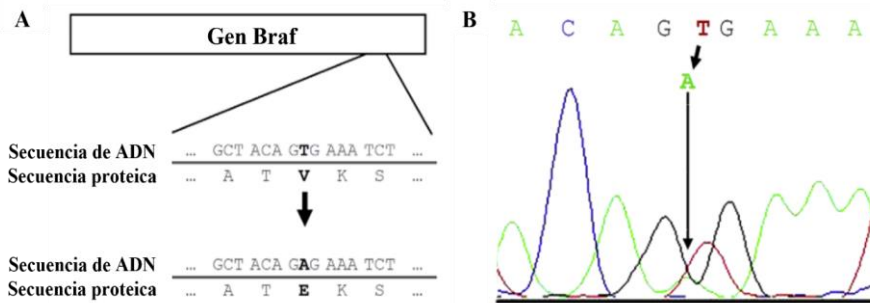 A
Gen Braf
Secuencia de ADN ... GCT ACA GTG AAA TCT ...
Secuencia proteica ... A T V K S ...
Secuencia de ADN ... GCT ACA GAG AAA TCT ...
Secuencia proteica ... A T E K S ...
B
A C A G T G A A A
A